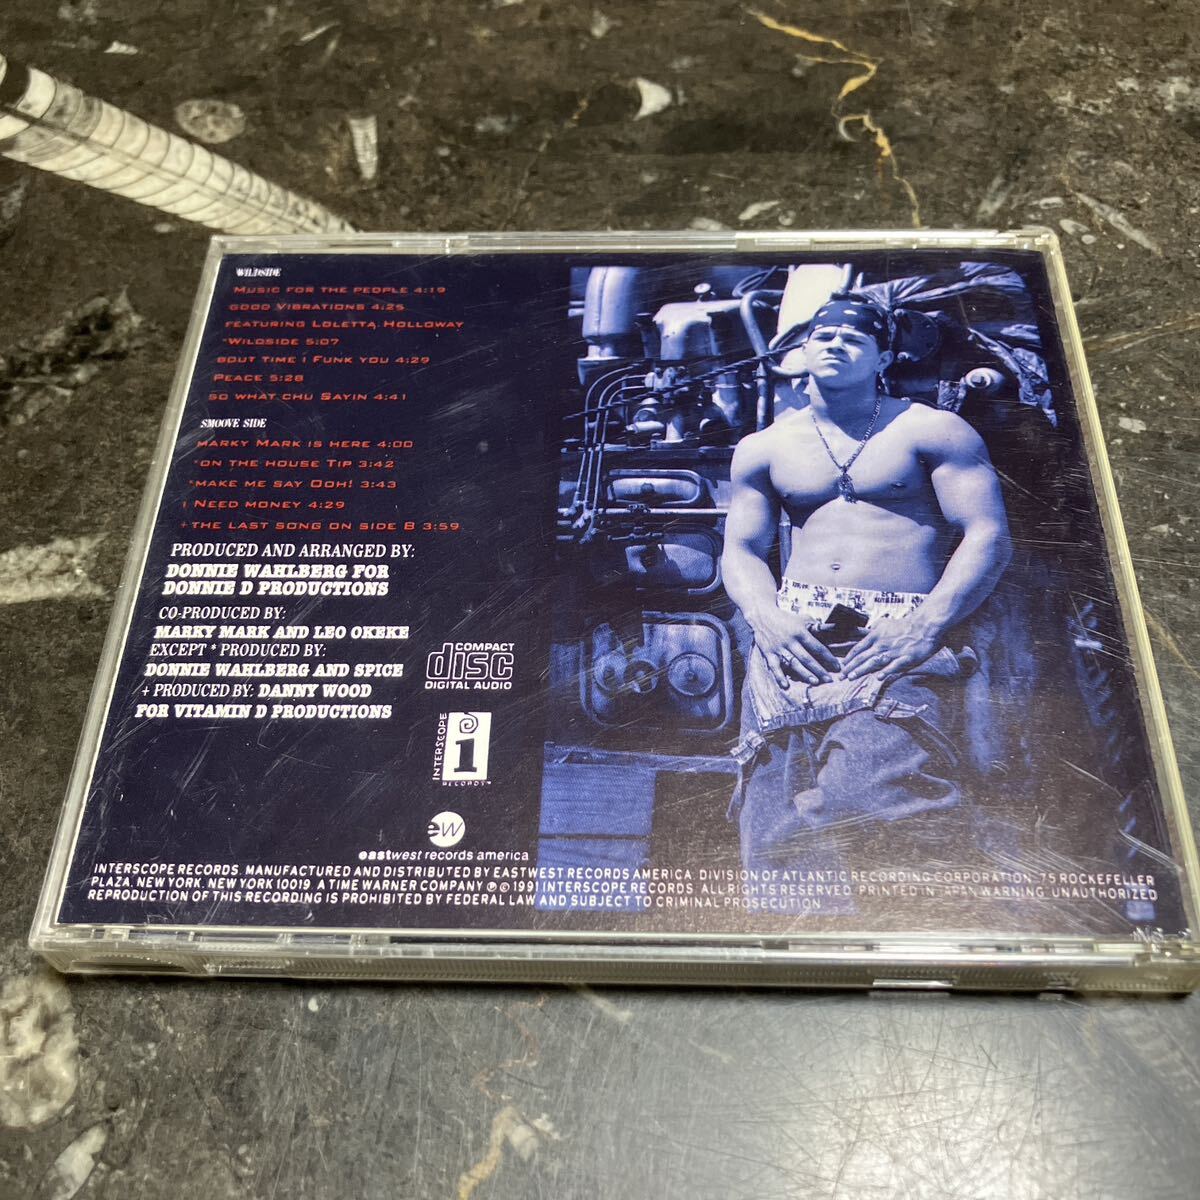 WILDSIDE
MUSIC FOR THE PEOPLE 4:19
GOOD VIBRATIONS 4:25
FEATURING LOLETTA HOLLOWAY
*WILDSIDE 5:07
BOUT TIME I FUNK YOU 4:29
PEACE 5:28
SO WHAT CHU SAYIN 4:41
SMOOVE SIDE
MARKY MARK IS HERE 4:00
*ON THE HOUSE TIP 3:42
*MAKE ME SAY OOH! 3:43
I NEED MONEY 4:29
+ THE LAST SONG ON SIDE B 3:59
PRODUCED AND ARRANGED BY:
DONNIE WAHLBERG FOR
DONNIE D PRODUCTIONS
CO-PRODUCED BY:
MARKY MARK AND LEO OKEKE
EXCEPT * PRODUCED BY:
DONNIE WAHLBERG AND SPICE
+ PRODUCED BY: DANNY WOOD
FOR VITAMIN D PRODUCTIONS
COMPACT
disc
DIGITAL AUDIO
INTERSCOPE
i
RECORDS™
ew
eastwest records america
INTERSCOPE RECORDS. MANUFACTURED AND DISTRIBUTED BY EASTWEST RECORDS AMERICA, DIVISION OF ATLANTIC RECORDING CORPORATION, 75 ROCKEFELLER
PLAZA, NEW YORK, NEW YORK 10019. A TIME WARNER COMPANY ℗ © 1991 INTERSCOPE RECORDS. ALL RIGHTS RESERVED. PRINTED IN JAPAN WARNING: UNAUTHORIZED
REPRODUCTION OF THIS RECORDING IS PROHIBITED BY FEDERAL LAW AND SUBJECT TO CRIMINAL PROSECUTION.